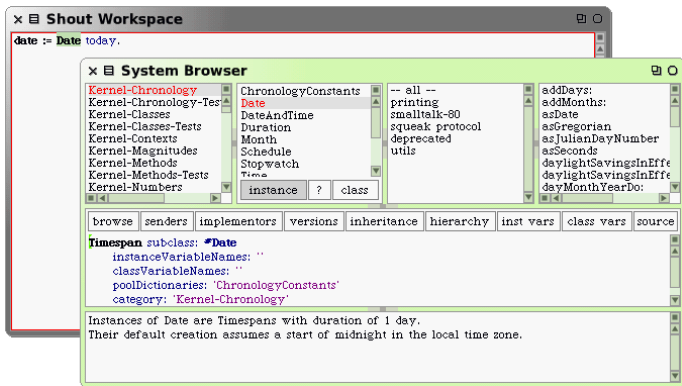 Shout Workspace
date := Date today.
System Browser
Kernel-Chronology
Kernel-Chronology-Test
Kernel-Classes
Kernel-Classes-Tests
Kernel-Contexts
Kernel-Magnitudes
Kernel-Methods
Kernel-Methods-Tests
Kernel-Numbers
ChronologyConstants
Date
DateAndTime
Duration
Month
Schedule
Stopwatch
Time
instance ? class
-- all --
printing
smalltalk-80
squeak protocol
deprecated
utils
addDays:
addMonths:
asDate
asGregorian
asJulianDayNumber
asSeconds
daylightSavingsInEffe
daylightSavingsInEffe
dayMonthYearDo:
browse senders implementors versions inheritance hierarchy inst vars class vars source
Timespan subclass: #Date
instanceVariableNames: ''
classVariableNames: ''
poolDictionaries: 'ChronologyConstants'
category: 'Kernel-Chronology'
Instances of Date are Timespans with duration of 1 day.
Their default creation assumes a start of midnight in the local time zone.